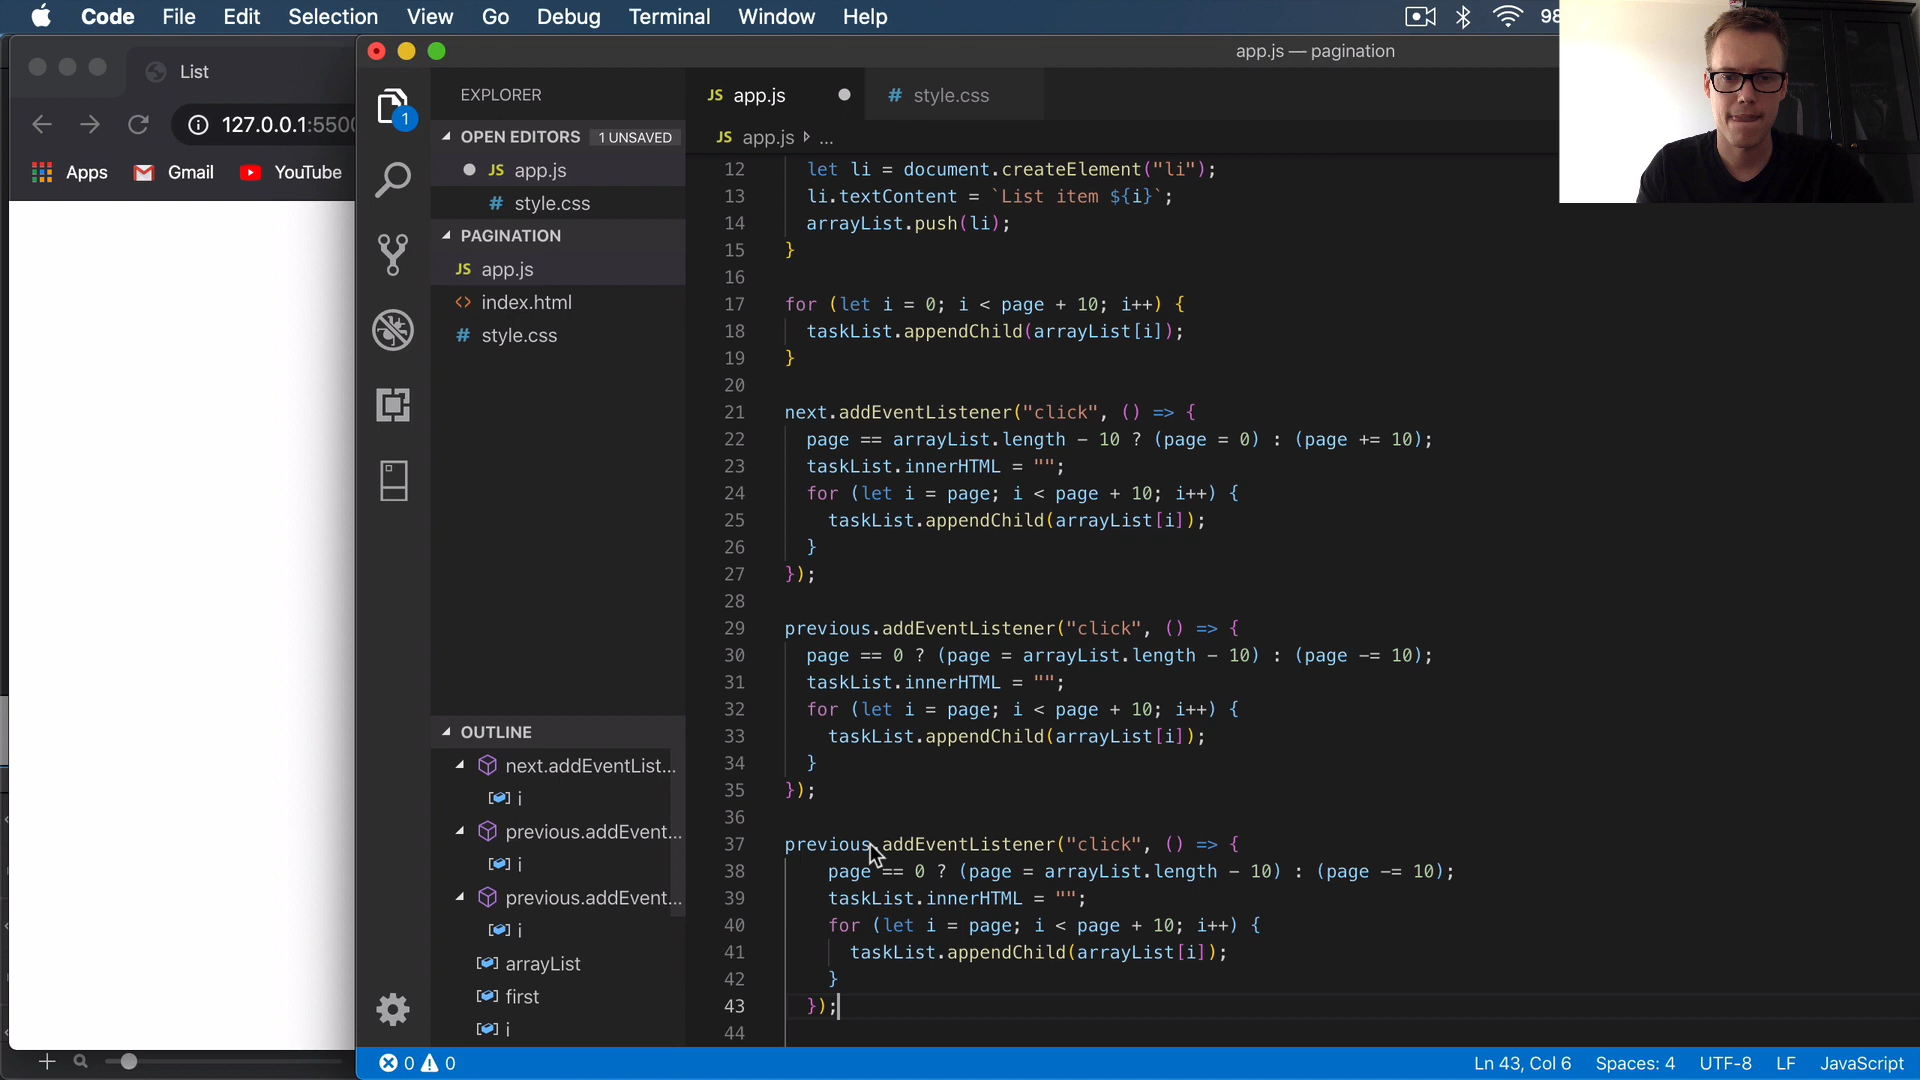 Code File Edit Selection View Go Debug Terminal Window Help 98
List
127.0.0.1:5500
Apps Gmail YouTube
app.js — pagination
EXPLORER
OPEN EDITORS 1 UNSAVED
JS app.js
# style.css
PAGINATION
JS app.js
<> index.html
# style.css
OUTLINE
next.addEventList...
i
previous.addEvent...
i
previous.addEvent...
i
arrayList
first
i
1
JS app.js # style.css
JS app.js ...
12 let li = document.createElement("li");
13 li.textContent = `List item ${i}`;
14 arrayList.push(li);
15 }
16
17 for (let i = 0; i < page + 10; i++) {
18 taskList.appendChild(arrayList[i]);
19 }
20
21 next.addEventListener("click", () => {
22 page == arrayList.length - 10 ? (page = 0) : (page += 10);
23 taskList.innerHTML = "";
24 for (let i = page; i < page + 10; i++) {
25 taskList.appendChild(arrayList[i]);
26 }
27 });
28
29 previous.addEventListener("click", () => {
30 page == 0 ? (page = arrayList.length - 10) : (page -= 10);
31 taskList.innerHTML = "";
32 for (let i = page; i < page + 10; i++) {
33 taskList.appendChild(arrayList[i]);
34 }
35 });
36
37 previous.addEventListener("click", () => {
38 page == 0 ? (page = arrayList.length - 10) : (page -= 10);
39 taskList.innerHTML = "";
40 for (let i = page; i < page + 10; i++) {
41 taskList.appendChild(arrayList[i]);
42 }
43 });
44
0 0 Ln 43, Col 6 Spaces: 4 UTF-8 LF JavaScript